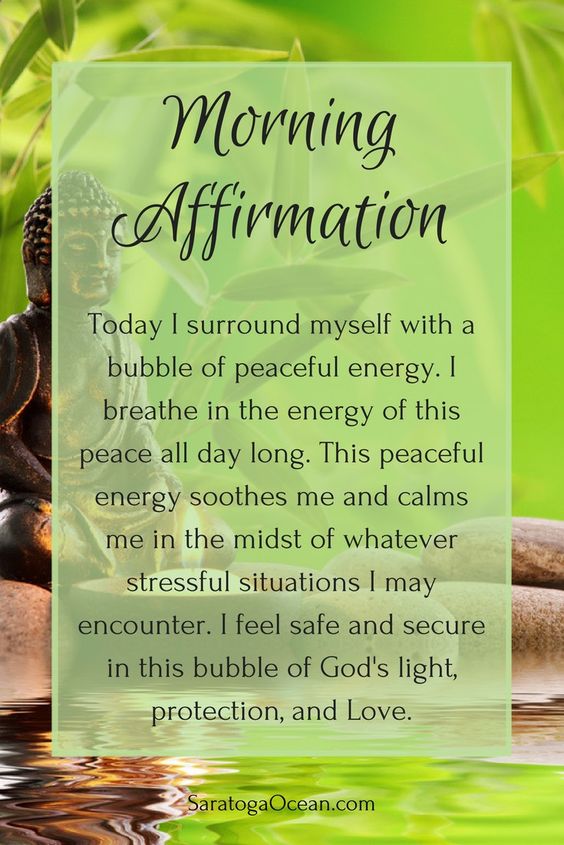 Morning
Affirmation
Today I surround myself with a
bubble of peaceful energy. I
breathe in the energy of this
peace all day long. This peaceful
energy soothes me and calms
me in the midst of whatever
stressful situations I may
encounter. I feel safe and secure
in this bubble of God's light,
protection, and Love.
SaratogaOcean.com